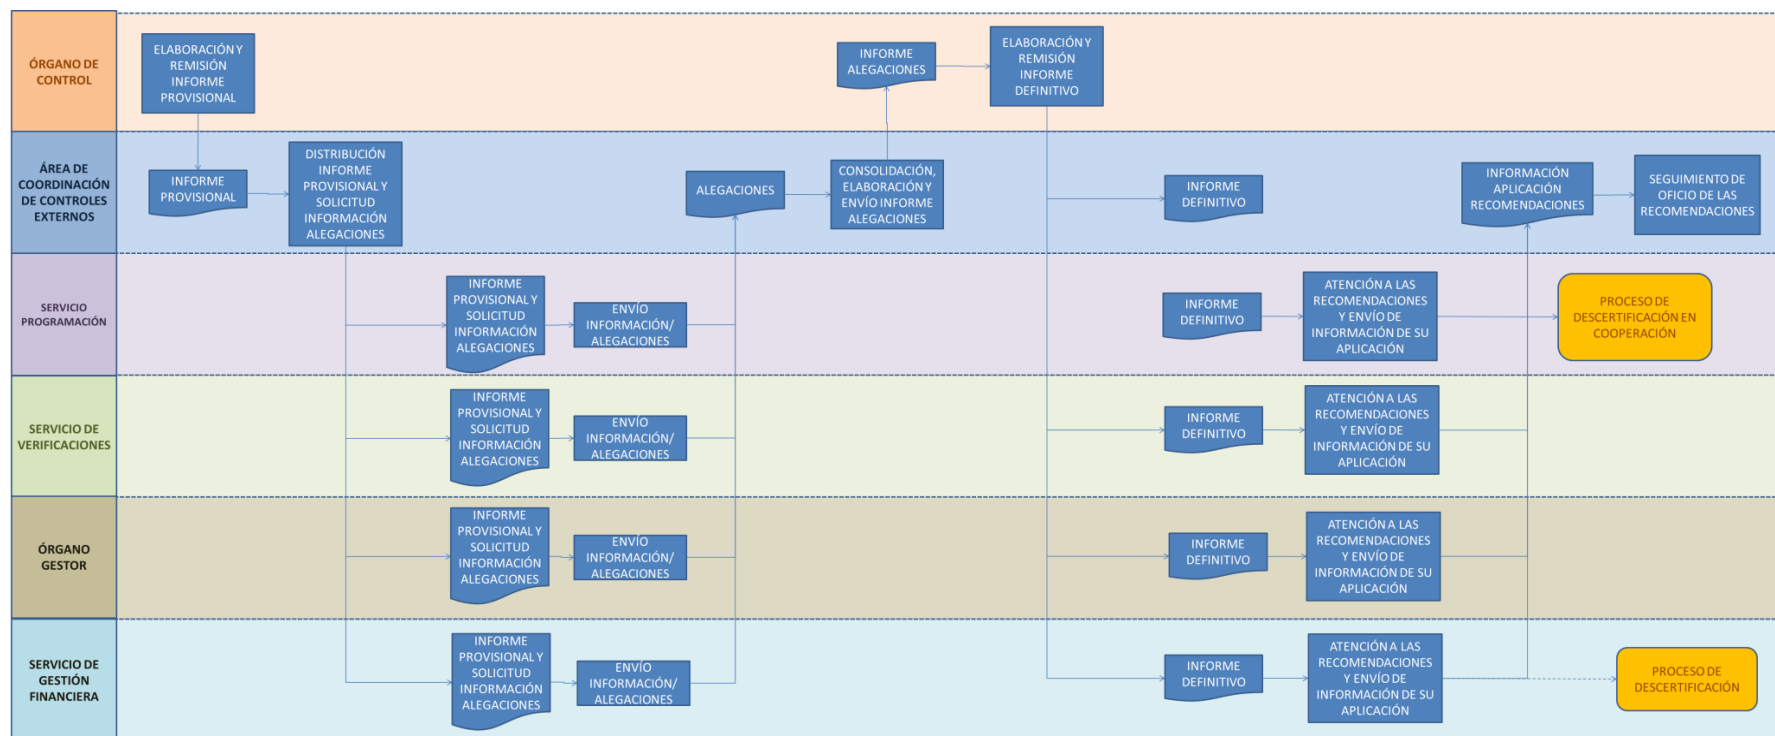 ÓRGANO DE
CONTROL
ELABORACIÓN Y
REMISIÓN
INFORME
PROVISIONAL
INFORME
ALEGACIONES
ELABORACIÓN Y
REMISIÓN
INFORME
DEFINITIVO
ÁREA DE
COORDINACIÓN
DE CONTROLES
EXTERNOS
INFORME
PROVISIONAL
DISTRIBUCIÓN
INFORME
PROVISIONAL Y
SOLICITUD
INFORMACIÓN
ALEGACIONES
ALEGACIONES
CONSOLIDACIÓN,
ELABORACIÓN Y
ENVÍO INFORME
ALEGACIONES
INFORME
DEFINITIVO
INFORMACIÓN
APLICACIÓN
RECOMENDACIONES
SEGUIMIENTO DE
OFICIO DE LAS
RECOMENDACIONES
SERVICIO
PROGRAMACIÓN
INFORME
PROVISIONAL Y
SOLICITUD
INFORMACIÓN
ALEGACIONES
ENVÍO
INFORMACIÓN/
ALEGACIONES
INFORME
DEFINITIVO
ATENCIÓN A LAS
RECOMENDACIONES
Y ENVÍO DE
INFORMACIÓN DE SU
APLICACIÓN
PROCESO DE
DESCERTIFICACIÓN EN
COOPERACIÓN
SERVICIO DE
VERIFICACIONES
INFORME
PROVISIONAL Y
SOLICITUD
INFORMACIÓN
ALEGACIONES
ENVÍO
INFORMACIÓN/
ALEGACIONES
INFORME
DEFINITIVO
ATENCIÓN A LAS
RECOMENDACIONES
Y ENVÍO DE
INFORMACIÓN DE SU
APLICACIÓN
ÓRGANO
GESTOR
INFORME
PROVISIONAL Y
SOLICITUD
INFORMACIÓN
ALEGACIONES
ENVÍO
INFORMACIÓN/
ALEGACIONES
INFORME
DEFINITIVO
ATENCIÓN A LAS
RECOMENDACIONES
Y ENVÍO DE
INFORMACIÓN DE SU
APLICACIÓN
SERVICIO DE
GESTIÓN
FINANCIERA
INFORME
PROVISIONAL Y
SOLICITUD
INFORMACIÓN
ALEGACIONES
ENVÍO
INFORMACIÓN/
ALEGACIONES
INFORME
DEFINITIVO
ATENCIÓN A LAS
RECOMENDACIONES
Y ENVÍO DE
INFORMACIÓN DE SU
APLICACIÓN
PROCESO DE
DESCERTIFICACIÓN